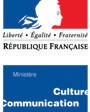 Liberté • Égalité • Fraternité
RÉPUBLIQUE FRANÇAISE
Ministère
Culture
Communication